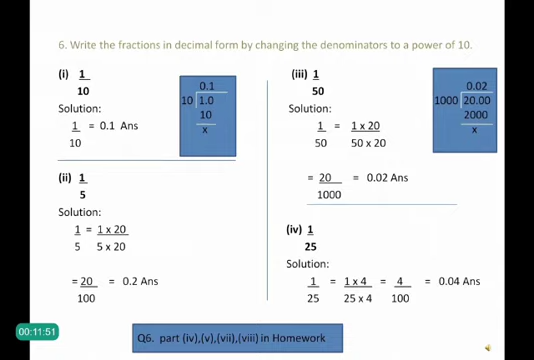 6. Write the fractions in decimal form by changing the denominators to a power of 10.
(i) 1
10
Solution:
1 = 0.1 Ans
10
0.1
10 1.0
10
x
(ii) 1
5
Solution:
1 = 1 x 20
5 5 x 20
= 20 = 0.2 Ans
100
(iii) 1
50
Solution:
1 = 1 x 20
50 50 x 20
= 20 = 0.02 Ans
1000
0.02
1000 20.00
2000
x
(iv) 1
25
Solution:
1 = 1 x 4 = 4 = 0.04 Ans
25 25 x 4 100
00:11:51
Q6. part (iv),(v),(vii),(viii) in Homework